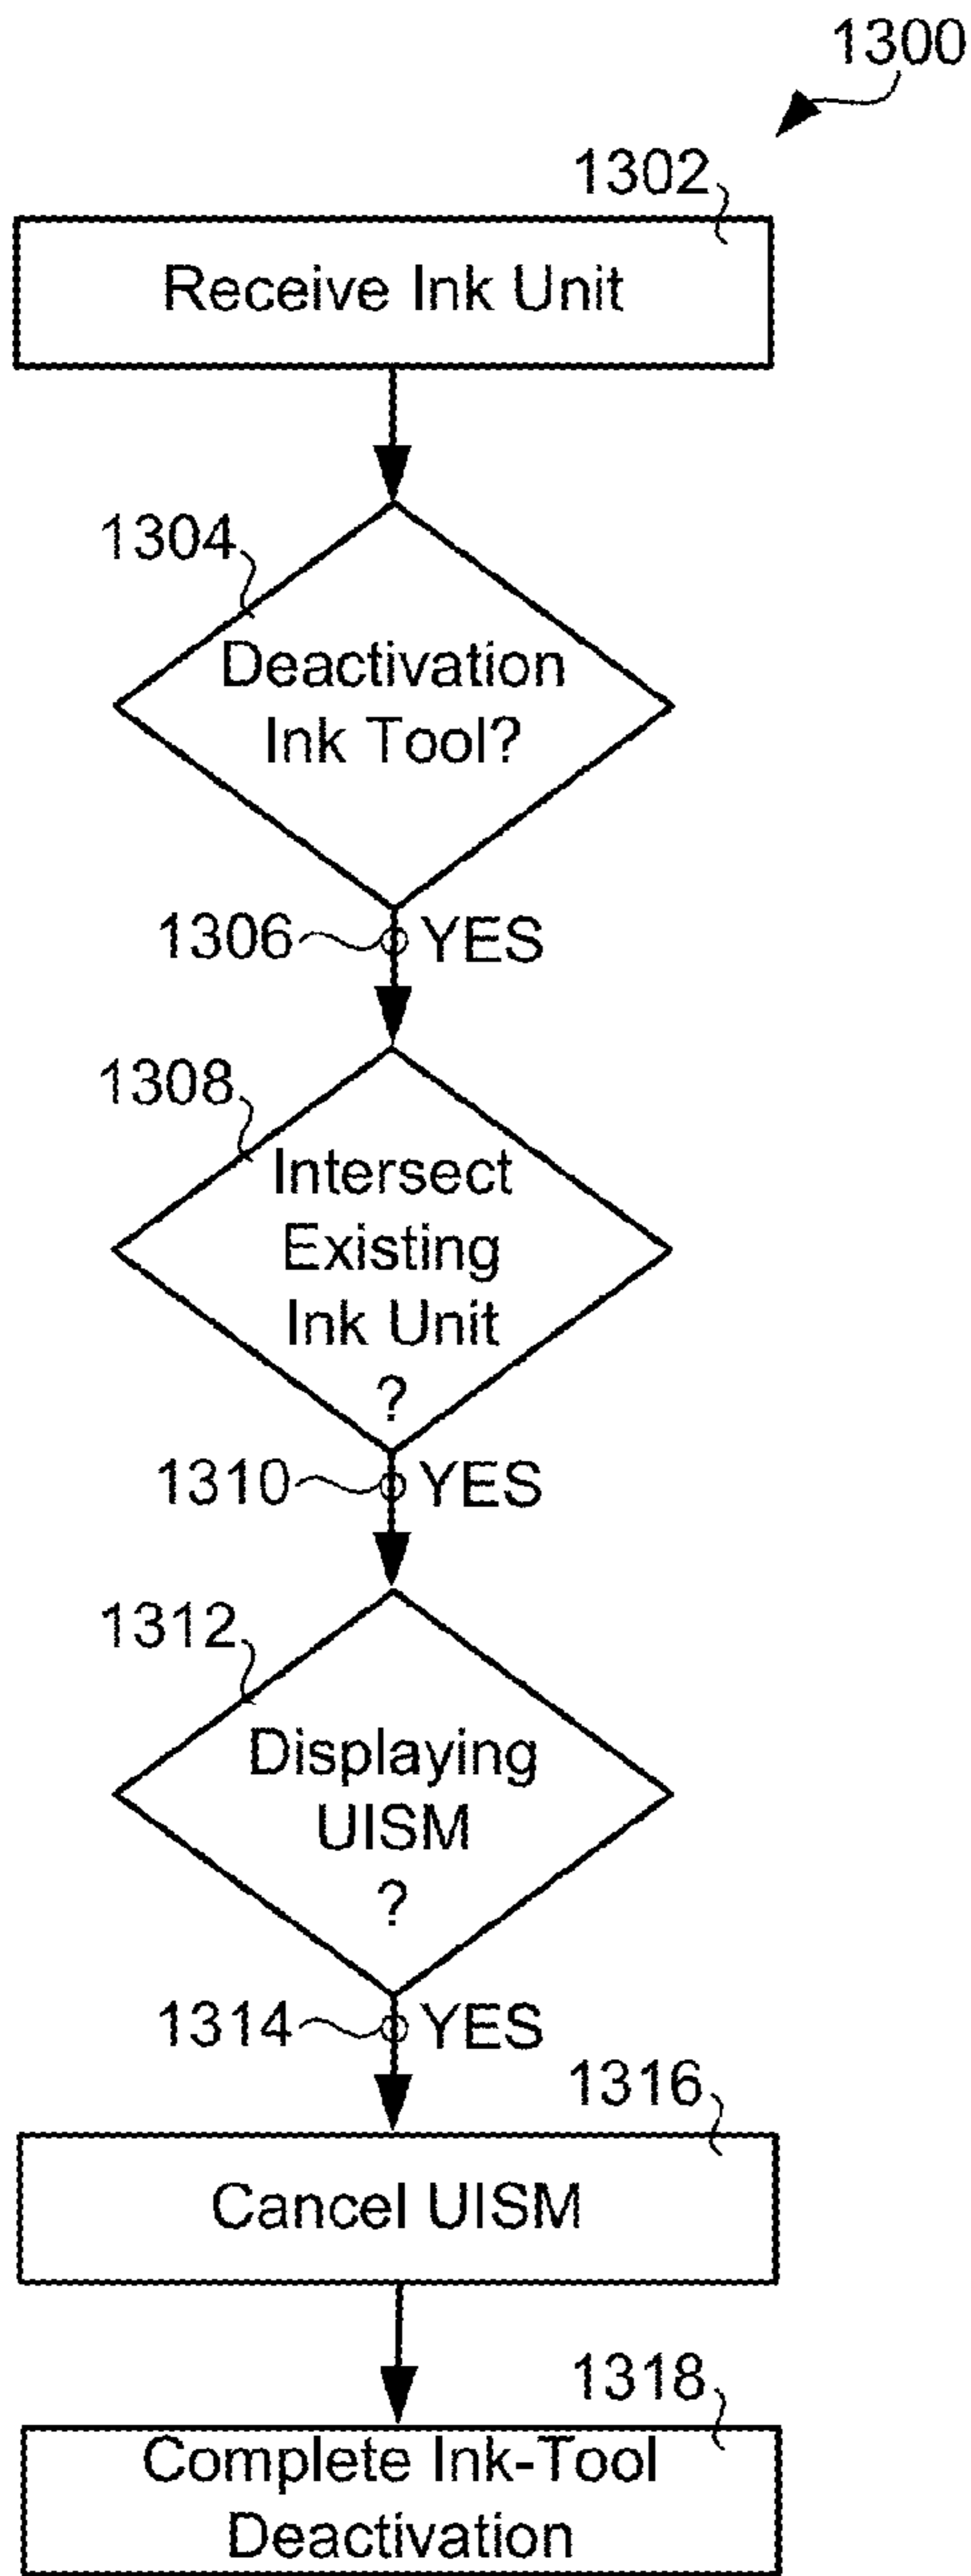 1300
1302
Receive Ink Unit
1304
Deactivation
Ink Tool?
1306 YES
1308
Intersect
Existing
Ink Unit
?
1310 YES
1312
Displaying
UISM
?
1314 YES
1316
Cancel UISM
1318
Complete Ink-Tool
Deactivation